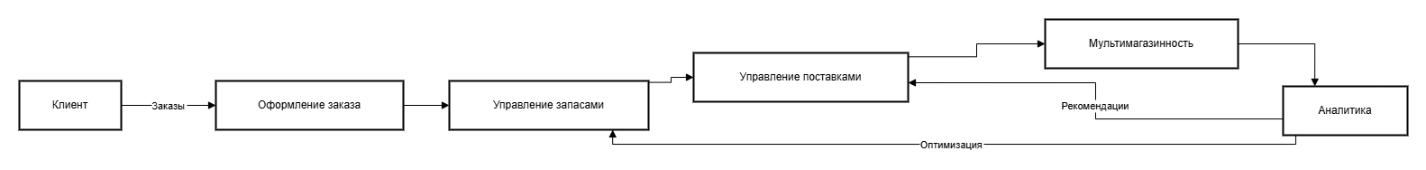 Клиент
Заказы
Оформление заказа
Управление запасами
Управление поставками
Мультимагазинность
Аналитика
Рекомендации
Оптимизация